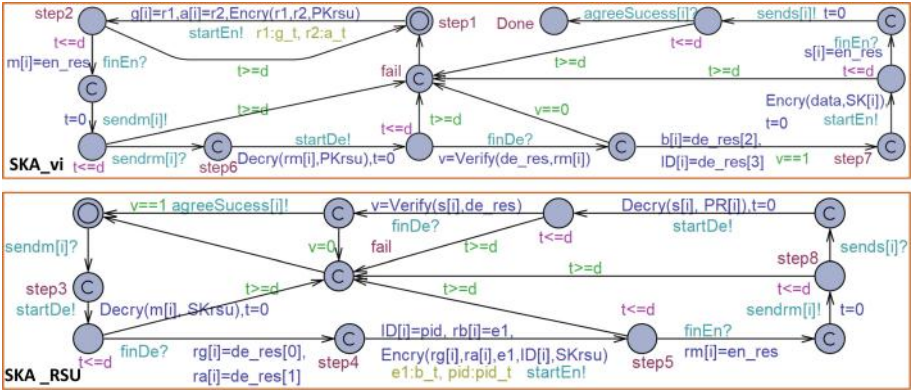 step2
g[i]=r1,a[i]=r2,Encry(r1,r2,PKrsu)
startEn! r1:g_t, r2:a_t
step1
Done
agreeSucess[i]?
sends[i]! t=0
t<=d
m[i]=en_res
finEn?
t>=d
fail
t<=d
t>=d
finEn?
s[i]=en_res
t<=d
t>=d
C
C
C
t=0
sendm[i]!
t>=d
t<=d
t>=d
v==0
Encry(data,SK[i])
t=0
startEn!
SKA_vi
t<=d
sendrm[i]?
C
step6
startDe!
Decry(rm[i],PKrsu),t=0
finDe?
v=Verify(de_res,rm[i])
C
b[i]=de_res[2],
ID[i]=de_res[3]
v==1
C
step7
v==1 agreeSucess[i]!
C
v=Verify(s[i],de_res)
finDe?
Decry(s[i], PR[i]),t=0
startDe!
C
sendm[i]?
v=0
fail
t>=d
t<=d
sends[i]?
step3
C
startDe!
Decry(m[i], SKrsu),t=0
t>=d
C
t>=d
t>=d
step8
t<=d
t<=d
sendrm[i]!
t=0
t<=d
finDe?
rg[i]=de_res[0],
ra[i]=de_res[1]
C
step4
ID[j]=pid, rb[i]=e1,
Encry(rg[i],ra[i],e1,ID[i],SKrsu)
e1:b_t, pid:pid_t startEn!
step5
finEn?
rm[i]=en_res
C
SKA _RSU